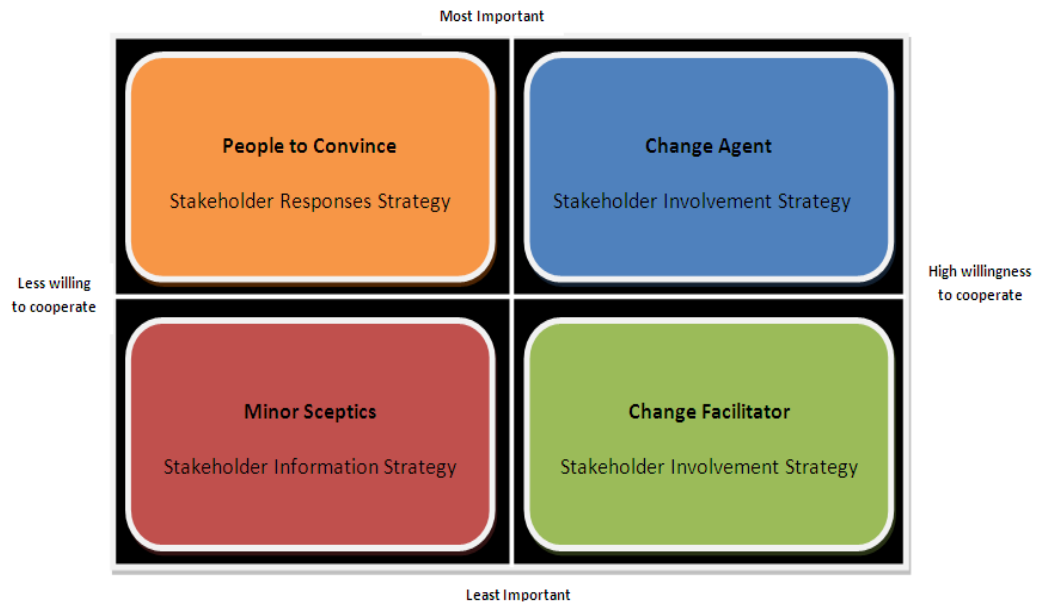 Most Important
People to Convince
Stakeholder Responses Strategy
Change Agent
Stakeholder Involvement Strategy
Less willing
to cooperate
High willingness
to cooperate
Minor Sceptics
Stakeholder Information Strategy
Change Facilitator
Stakeholder Involvement Strategy
Least Important